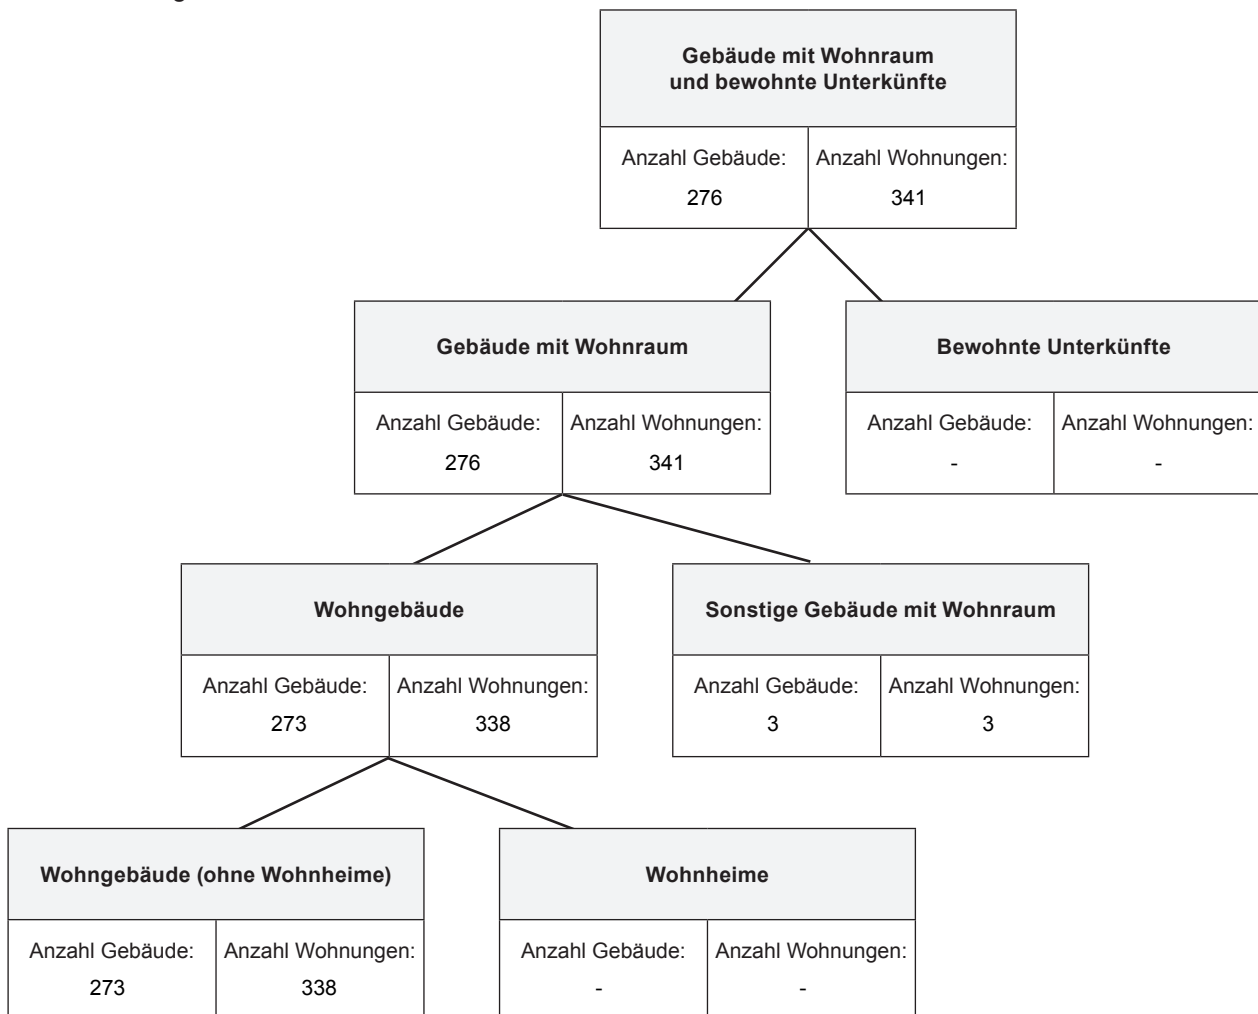 Gebäude mit Wohnraum
und bewohnte Unterkünfte
Anzahl Gebäude: Anzahl Wohnungen:
276 341
Gebäude mit Wohnraum Bewohnte Unterkünfte
Anzahl Gebäude: Anzahl Wohnungen: Anzahl Gebäude: Anzahl Wohnungen:
276 341 - -
Wohngebäude Sonstige Gebäude mit Wohnraum
Anzahl Gebäude: Anzahl Wohnungen: Anzahl Gebäude: Anzahl Wohnungen:
273 338 3 3
Wohngebäude (ohne Wohnheime) Wohnheime
Anzahl Gebäude: Anzahl Wohnungen: Anzahl Gebäude: Anzahl Wohnungen:
273 338 - -